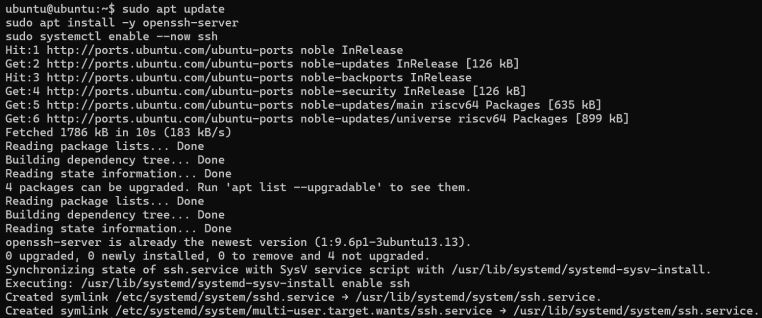 ubuntu@ubuntu:~$ sudo apt update
sudo apt install -y openssh-server
sudo systemctl enable --now ssh
Hit:1 http://ports.ubuntu.com/ubuntu-ports noble InRelease
Get:2 http://ports.ubuntu.com/ubuntu-ports noble-updates InRelease [126 kB]
Hit:3 http://ports.ubuntu.com/ubuntu-ports noble-backports InRelease
Get:4 http://ports.ubuntu.com/ubuntu-ports noble-security InRelease [126 kB]
Get:5 http://ports.ubuntu.com/ubuntu-ports noble-updates/main riscv64 Packages [635 kB]
Get:6 http://ports.ubuntu.com/ubuntu-ports noble-updates/universe riscv64 Packages [899 kB]
Fetched 1786 kB in 10s (183 kB/s)
Reading package lists... Done
Building dependency tree... Done
Reading state information... Done
4 packages can be upgraded. Run 'apt list --upgradable' to see them.
Reading package lists... Done
Building dependency tree... Done
Reading state information... Done
openssh-server is already the newest version (1:9.6p1-3ubuntu13.13).
0 upgraded, 0 newly installed, 0 to remove and 4 not upgraded.
Synchronizing state of ssh.service with SysV service script with /usr/lib/systemd/systemd-sysv-install.
Executing: /usr/lib/systemd/systemd-sysv-install enable ssh
Created symlink /etc/systemd/system/sshd.service → /usr/lib/systemd/system/ssh.service.
Created symlink /etc/systemd/system/multi-user.target.wants/ssh.service → /usr/lib/systemd/system/ssh.service.